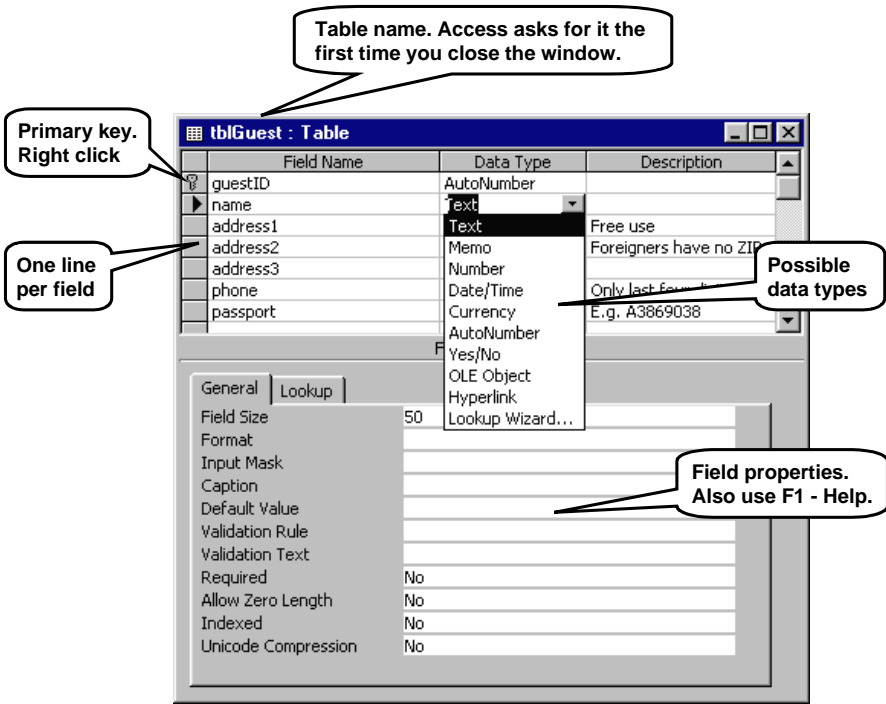 Table name. Access asks for it the
first time you close the window.
Primary key.
Right click
tblGuest : Table
Field Name Data Type Description
guestID AutoNumber
name Text
address1 Text Free use
address2 Memo Foreigners have no ZIP
address3 Number
phone Date/Time Only last
passport Currency E.g. A3869038
AutoNumber
Yes/No
OLE Object
Hyperlink
Lookup Wizard...
One line
per field
Possible
data types
F
General Lookup
Field Size 50
Format
Input Mask
Caption
Default Value
Validation Rule
Validation Text
Required No
Allow Zero Length No
Indexed No
Unicode Compression No
Field properties.
Also use F1 - Help.